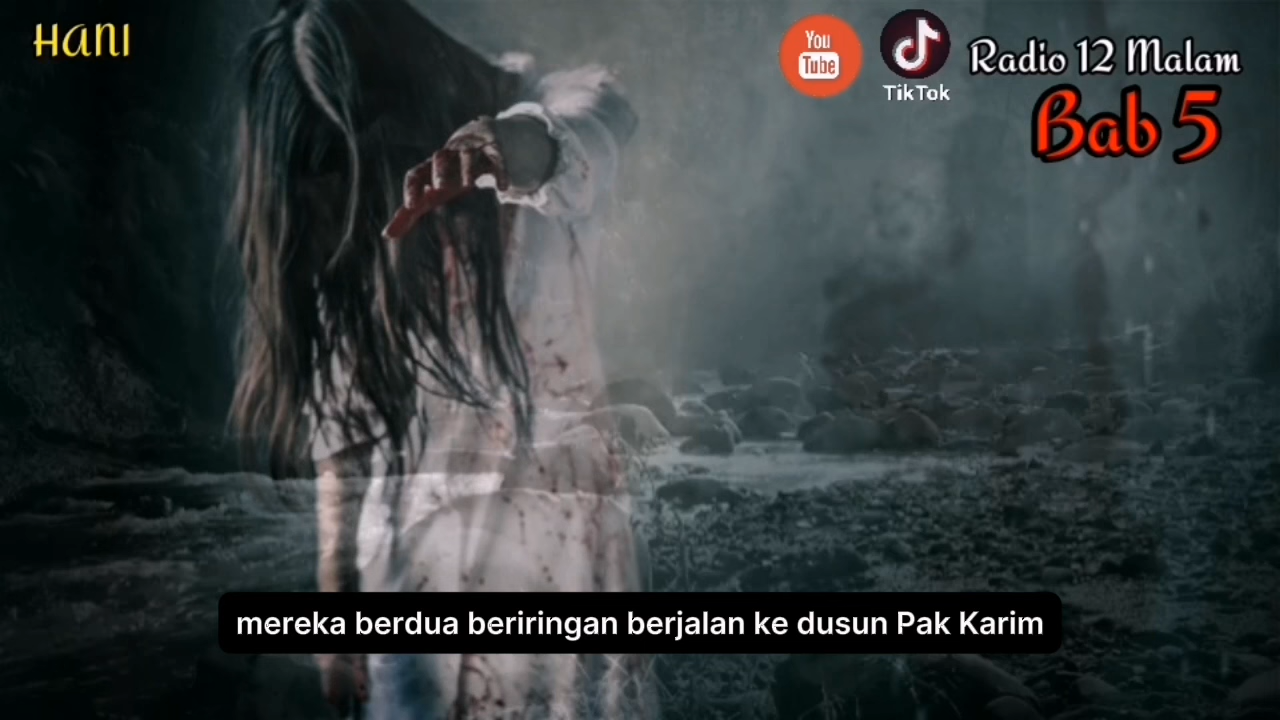 HANI
You
Tube
TikTok
Radio 12 Malam
Bab 5
mereka berdua beriringan berjalan ke dusun Pak Karim